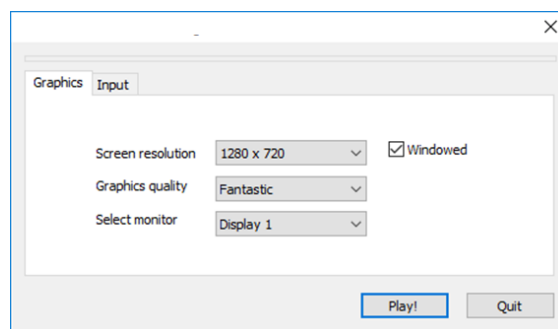 Graphics Input
Screen resolution 1280 x 720 Windowed
Graphics quality Fantastic
Select monitor Display 1
Play! Quit